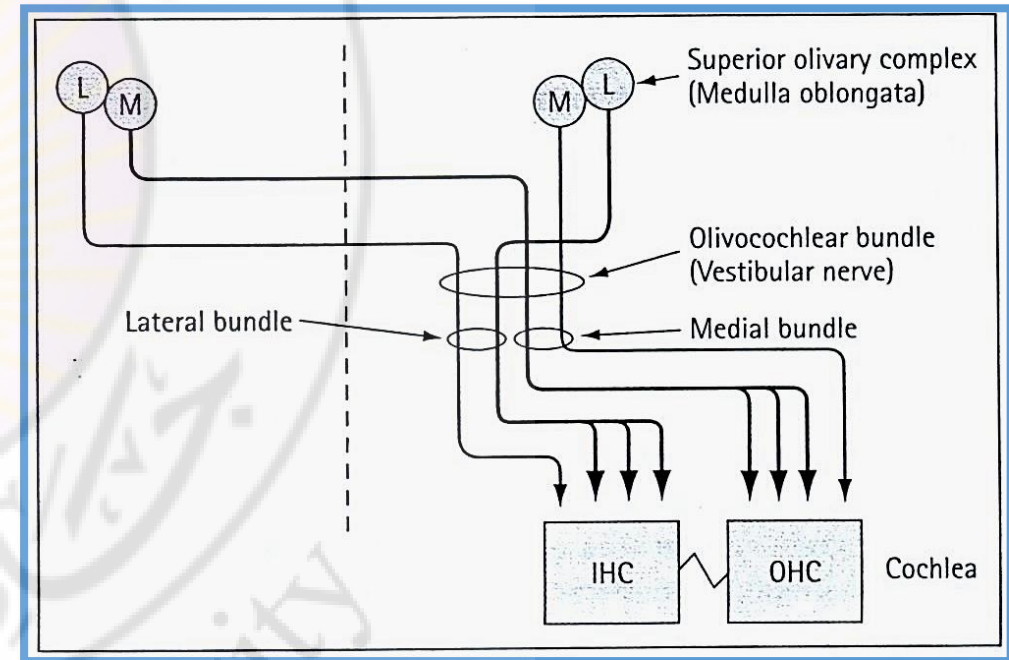 L
M
M
L
Superior olivary complex
(Medulla oblongata)
Olivocochlear bundle
(Vestibular nerve)
Lateral bundle
Medial bundle
IHC
OHC
Cochlea